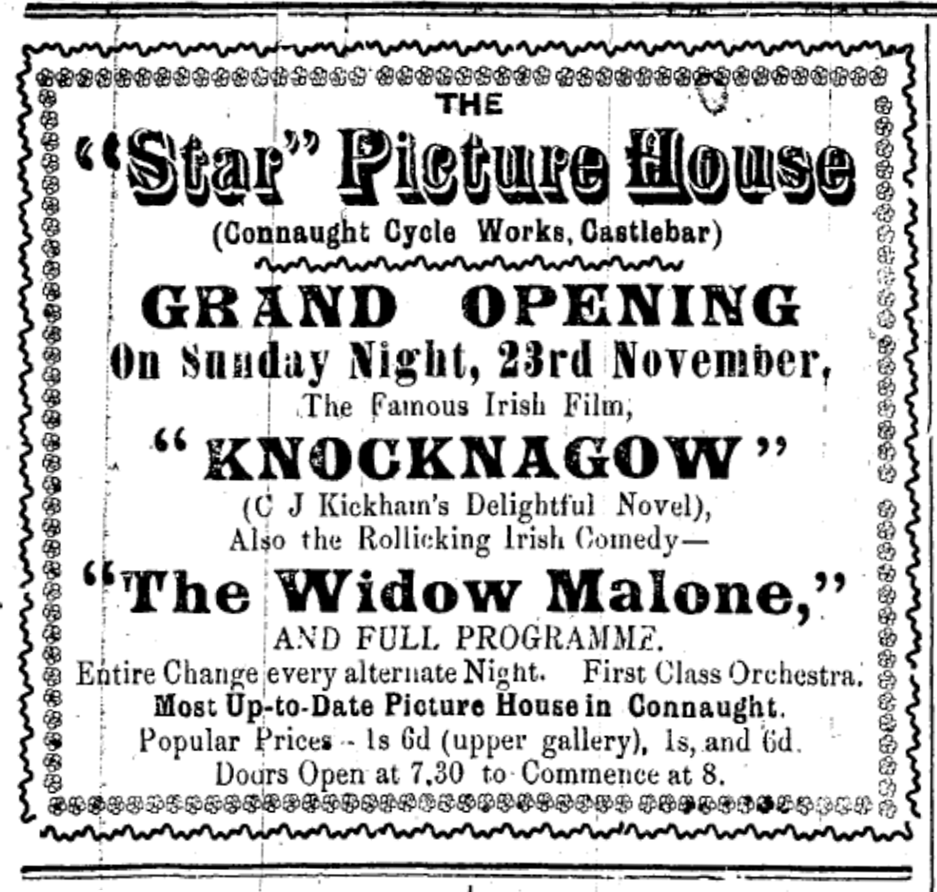 THE
"Star" Picture House
(Connaught Cycle Works, Castlebar)
GRAND OPENING
On Sunday Night, 23rd November,
The Famous Irish Film,
"KNOCKNAGOW"
(C J Kickham's Delightful Novel),
Also the Rollicking Irish Comedy—
"The Widow Malone,"
AND FULL PROGRAMME.
Entire Change every alternate Night. First Class Orchestra.
Most Up-to-Date Picture House in Connaught.
Popular Prices - 1s 6d (upper gallery), 1s, and 6d.
Doors Open at 7.30 to Commence at 8.